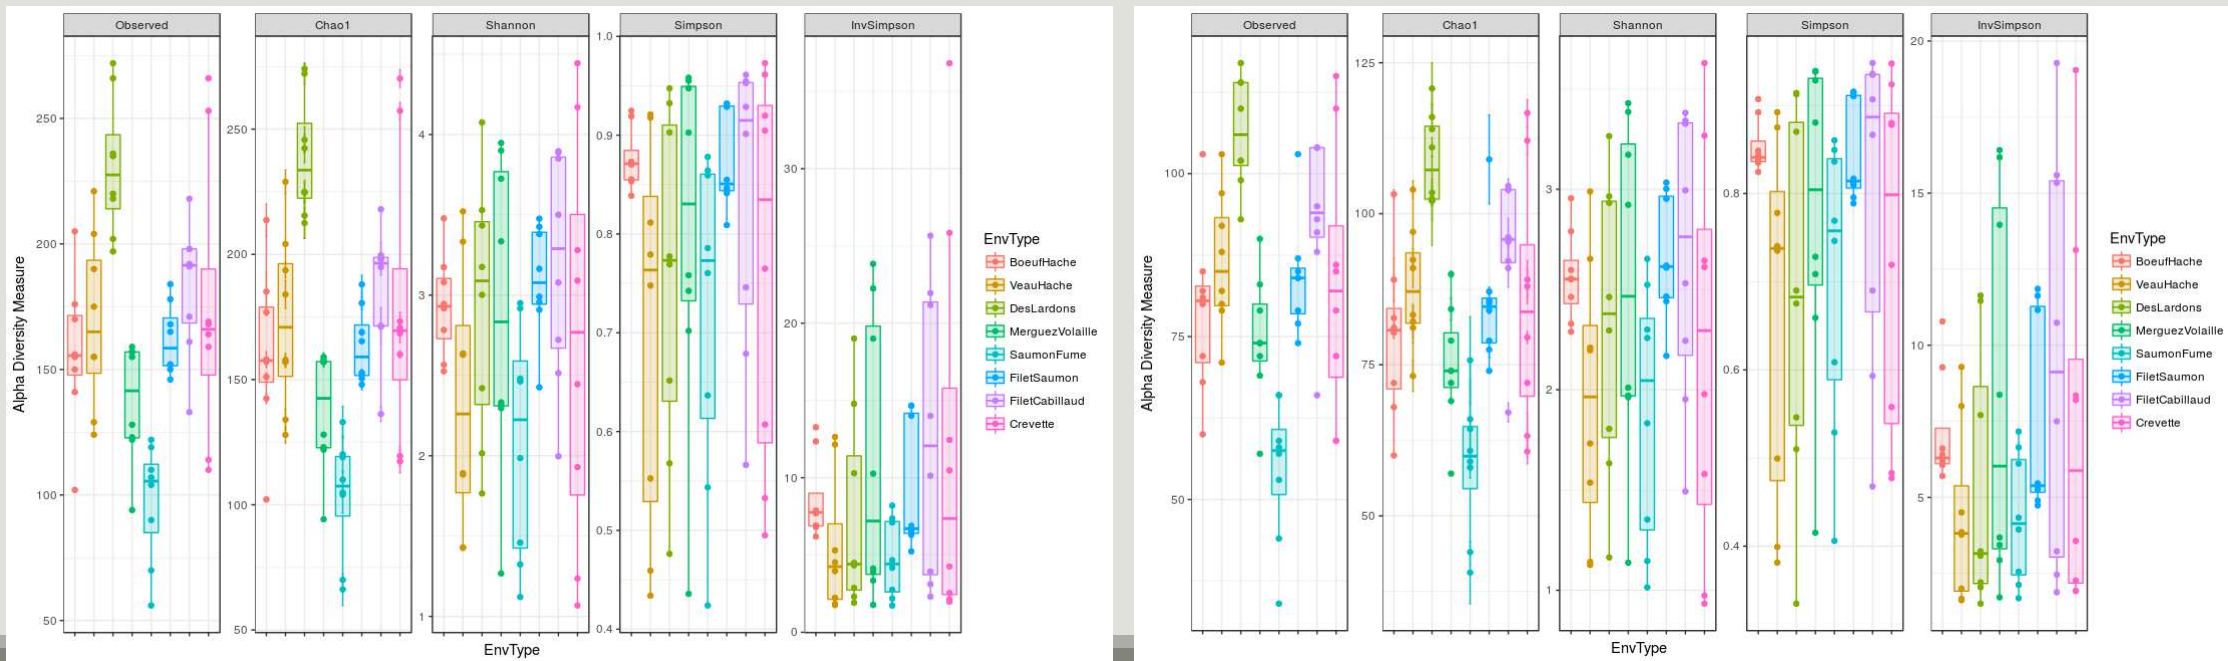 Observed Chao1 Shannon Simpson InvSimpson
250
200
150
100
50
250
200
150
100
50
4
3
2
1
1.0
0.9
0.8
0.7
0.6
0.5
0.4
30
20
10
0
Alpha Diversity Measure
EnvType
EnvType
BoeufHache
VeauHache
DesLardons
MerguezVolaille
SaumonFume
FiletSaumon
FiletCabillaud
Crevette
Observed Chao1 Shannon Simpson InvSimpson
100
75
50
125
100
75
50
3
2
1
0.8
0.6
0.4
20
15
10
5
Alpha Diversity Measure
EnvType
EnvType
BoeufHache
VeauHache
DesLardons
MerguezVolaille
SaumonFume
FiletSaumon
FiletCabillaud
Crevette